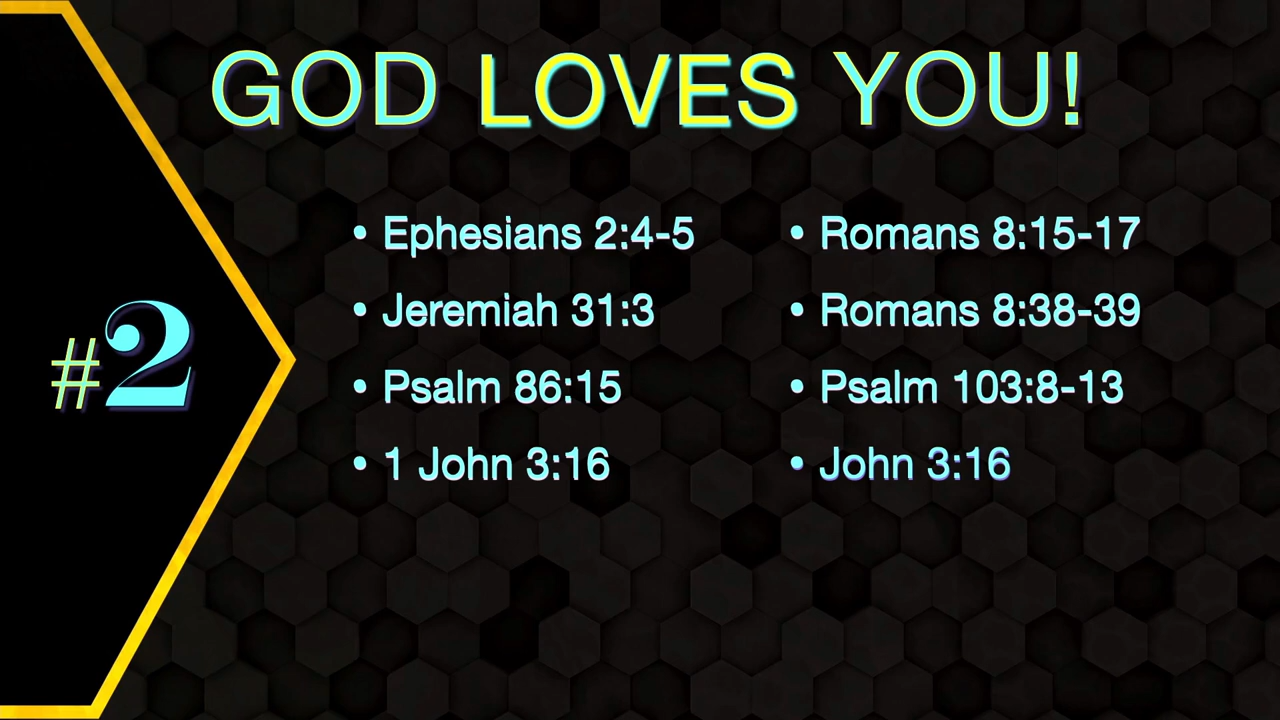 GOD LOVES YOU!
#2
• Ephesians 2:4-5
• Jeremiah 31:3
• Psalm 86:15
• 1 John 3:16
• Romans 8:15-17
• Romans 8:38-39
• Psalm 103:8-13
• John 3:16